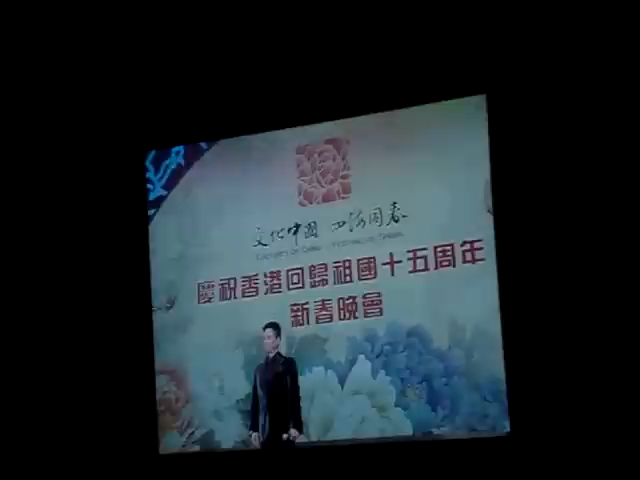 文化中國 四海同春
慶祝香港回歸祖國十五周年
新春晚會